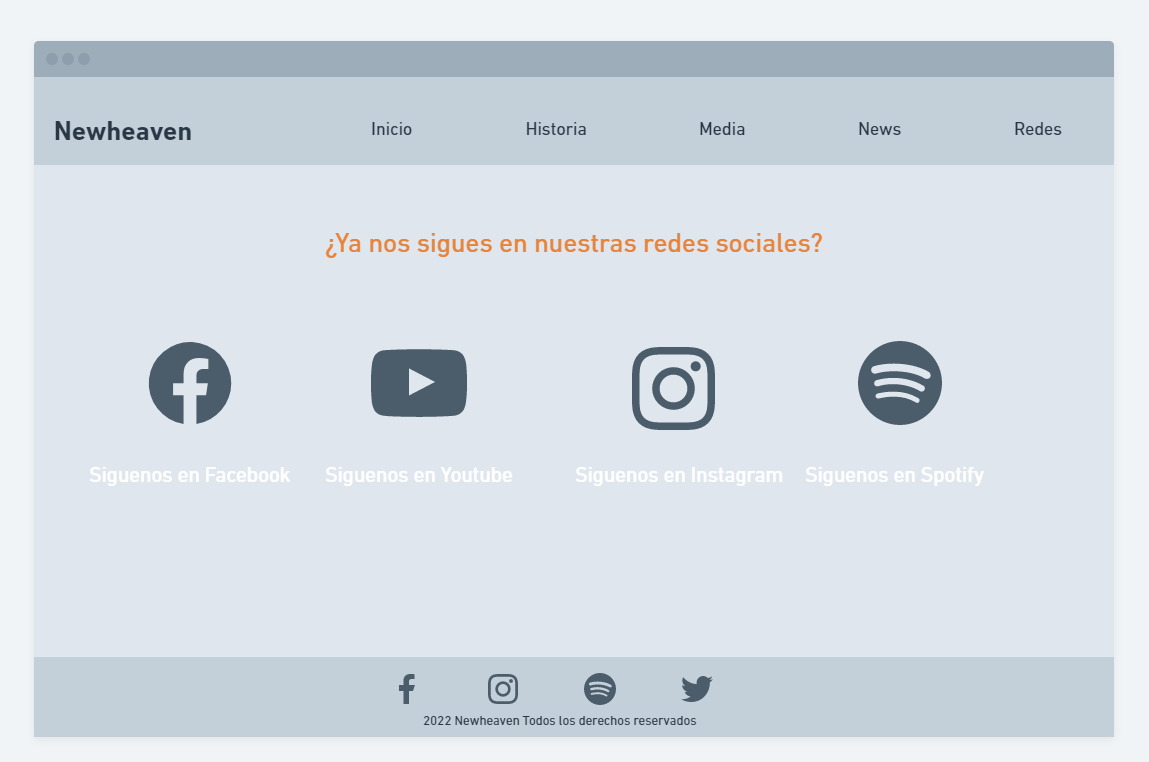 Newheaven Inicio Historia Media News Redes
¿Ya nos sigues en nuestras redes sociales?
Siguenos en Facebook Siguenos en Youtube Siguenos en Instagram Siguenos en Spotify
2022 Newheaven Todos los derechos reservados